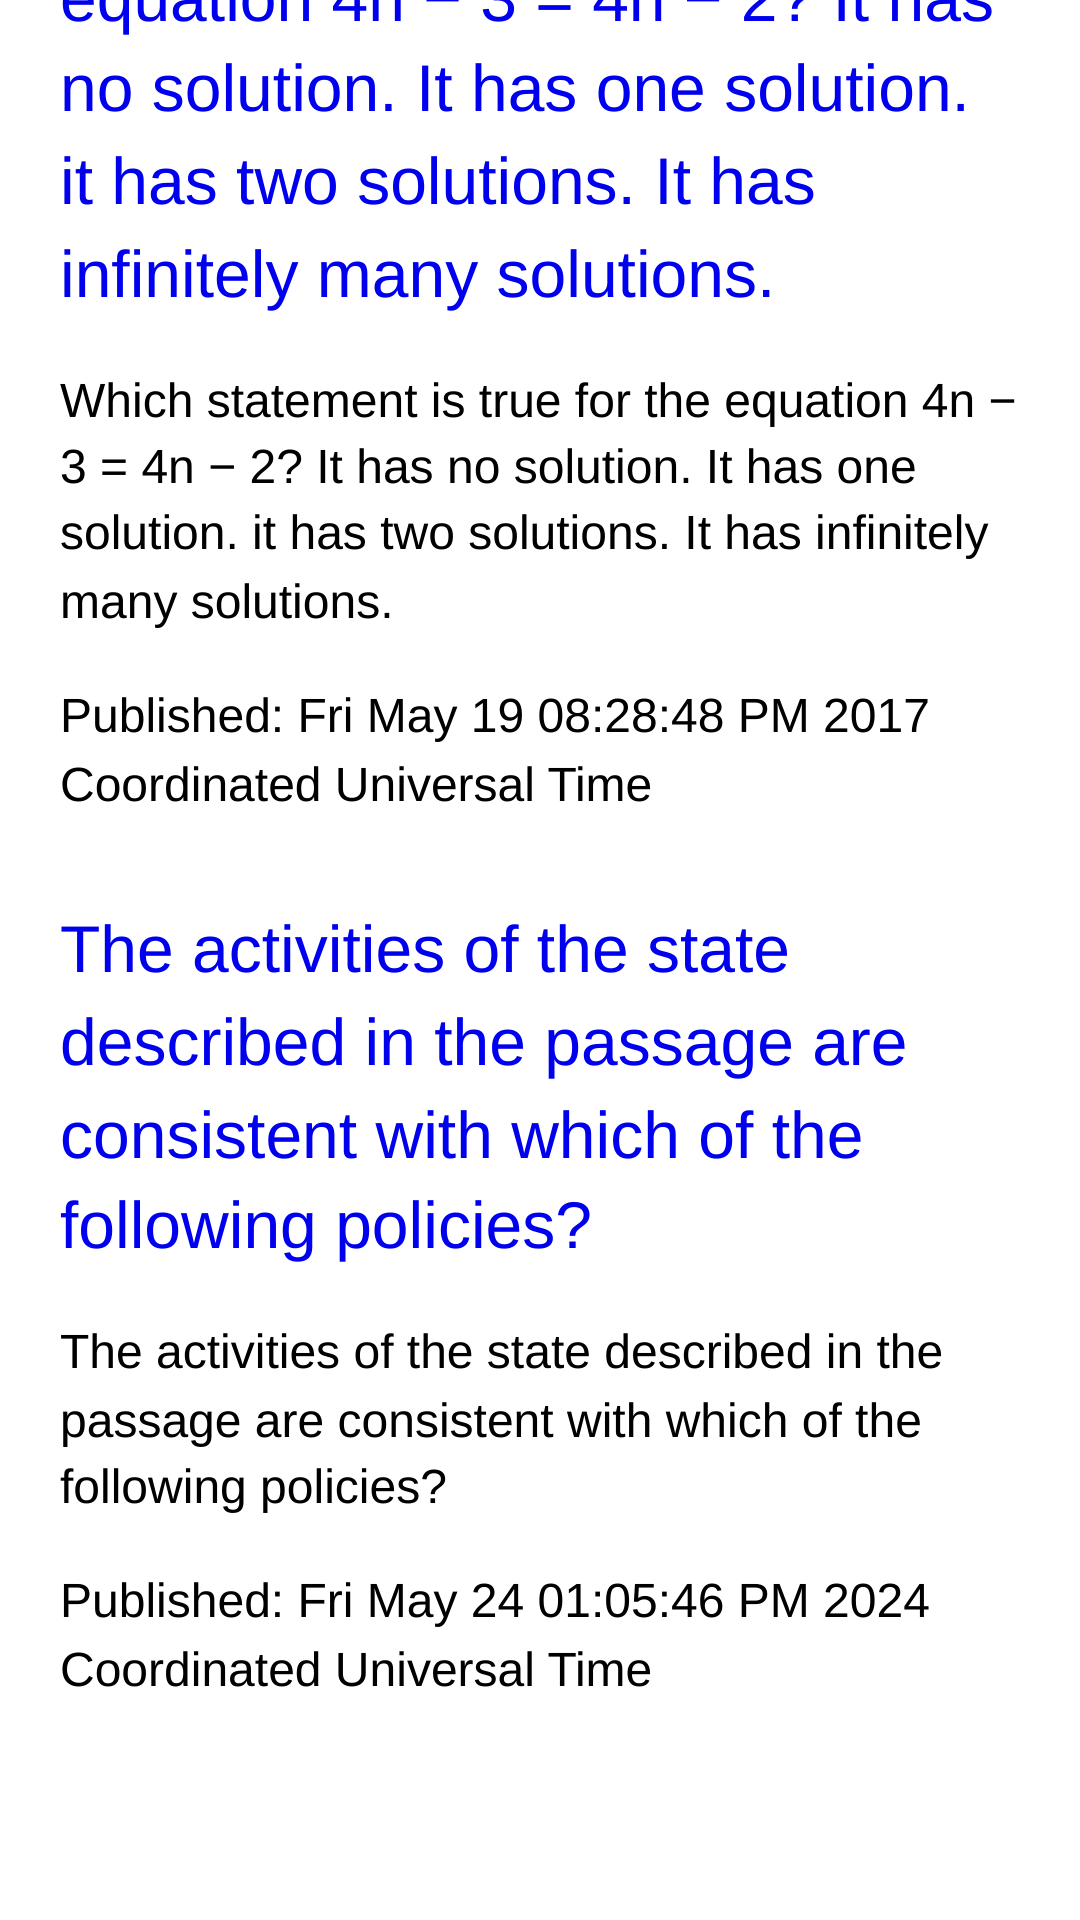 equation 4n − 3 = 4n − 2? It has
no solution. It has one solution.
it has two solutions. It has
infinitely many solutions.
Which statement is true for the equation 4n −
3 = 4n − 2? It has no solution. It has one
solution. it has two solutions. It has infinitely
many solutions.
Published: Fri May 19 08:28:48 PM 2017
Coordinated Universal Time
The activities of the state
described in the passage are
consistent with which of the
following policies?
The activities of the state described in the
passage are consistent with which of the
following policies?
Published: Fri May 24 01:05:46 PM 2024
Coordinated Universal Time